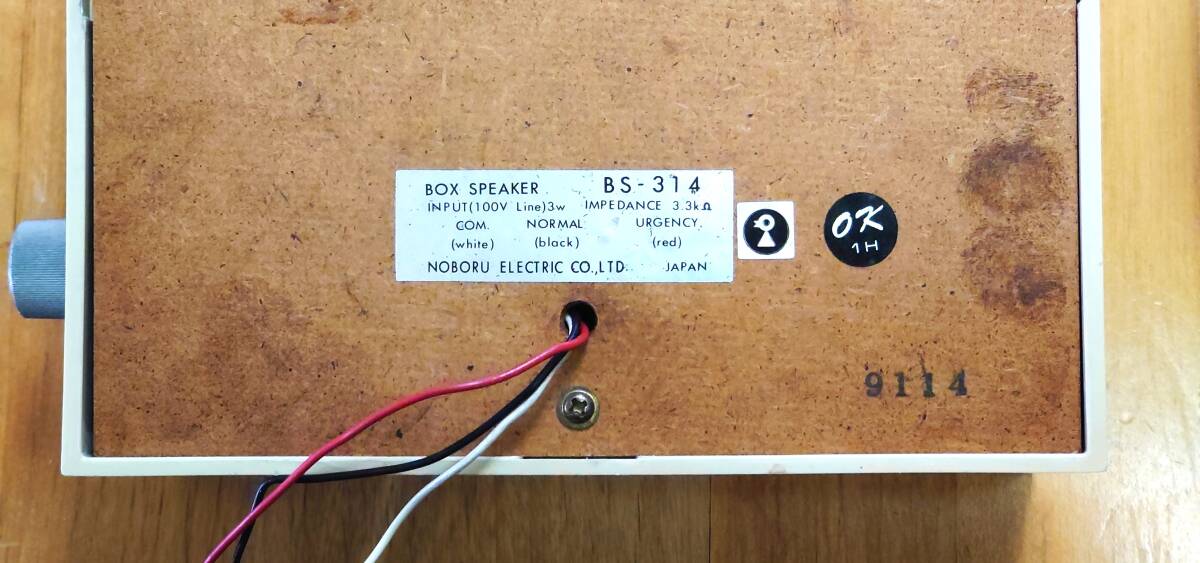 BOX SPEAKER BS-314
INPUT(100V Line)3w IMPEDANCE 3.3kΩ
COM. NORMAL URGENCY
(white) (black) (red)
NOBORU ELECTRIC CO.,LTD. JAPAN
OK
1H
9114